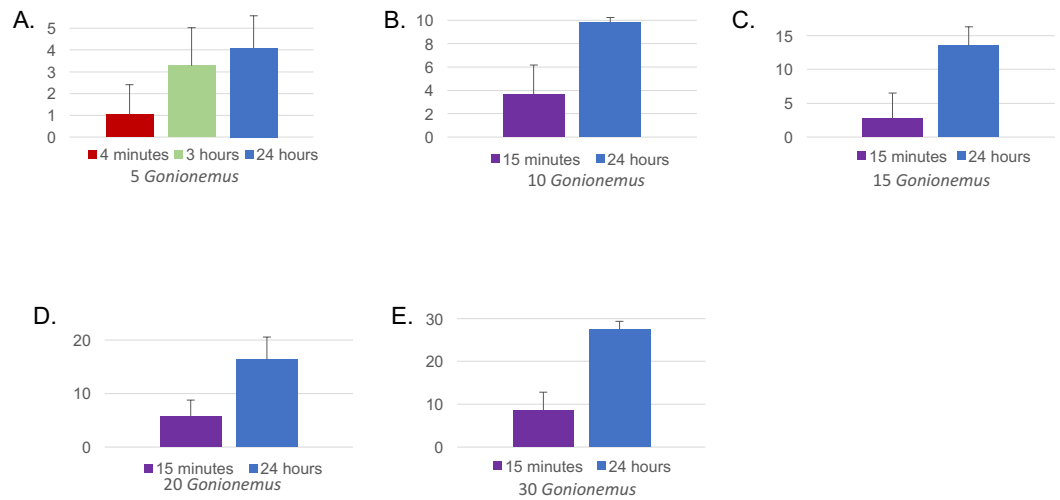 A.
5
4
3
2
1
0
4 minutes 3 hours 24 hours
5 Gonionemus
B.
10
8
6
4
2
0
15 minutes 24 hours
10 Gonionemus
C.
15
10
5
0
15 minutes 24 hours
15 Gonionemus
D.
20
10
0
15 minutes 24 hours
20 Gonionemus
E.
30
20
10
0
15 minutes 24 hours
30 Gonionemus